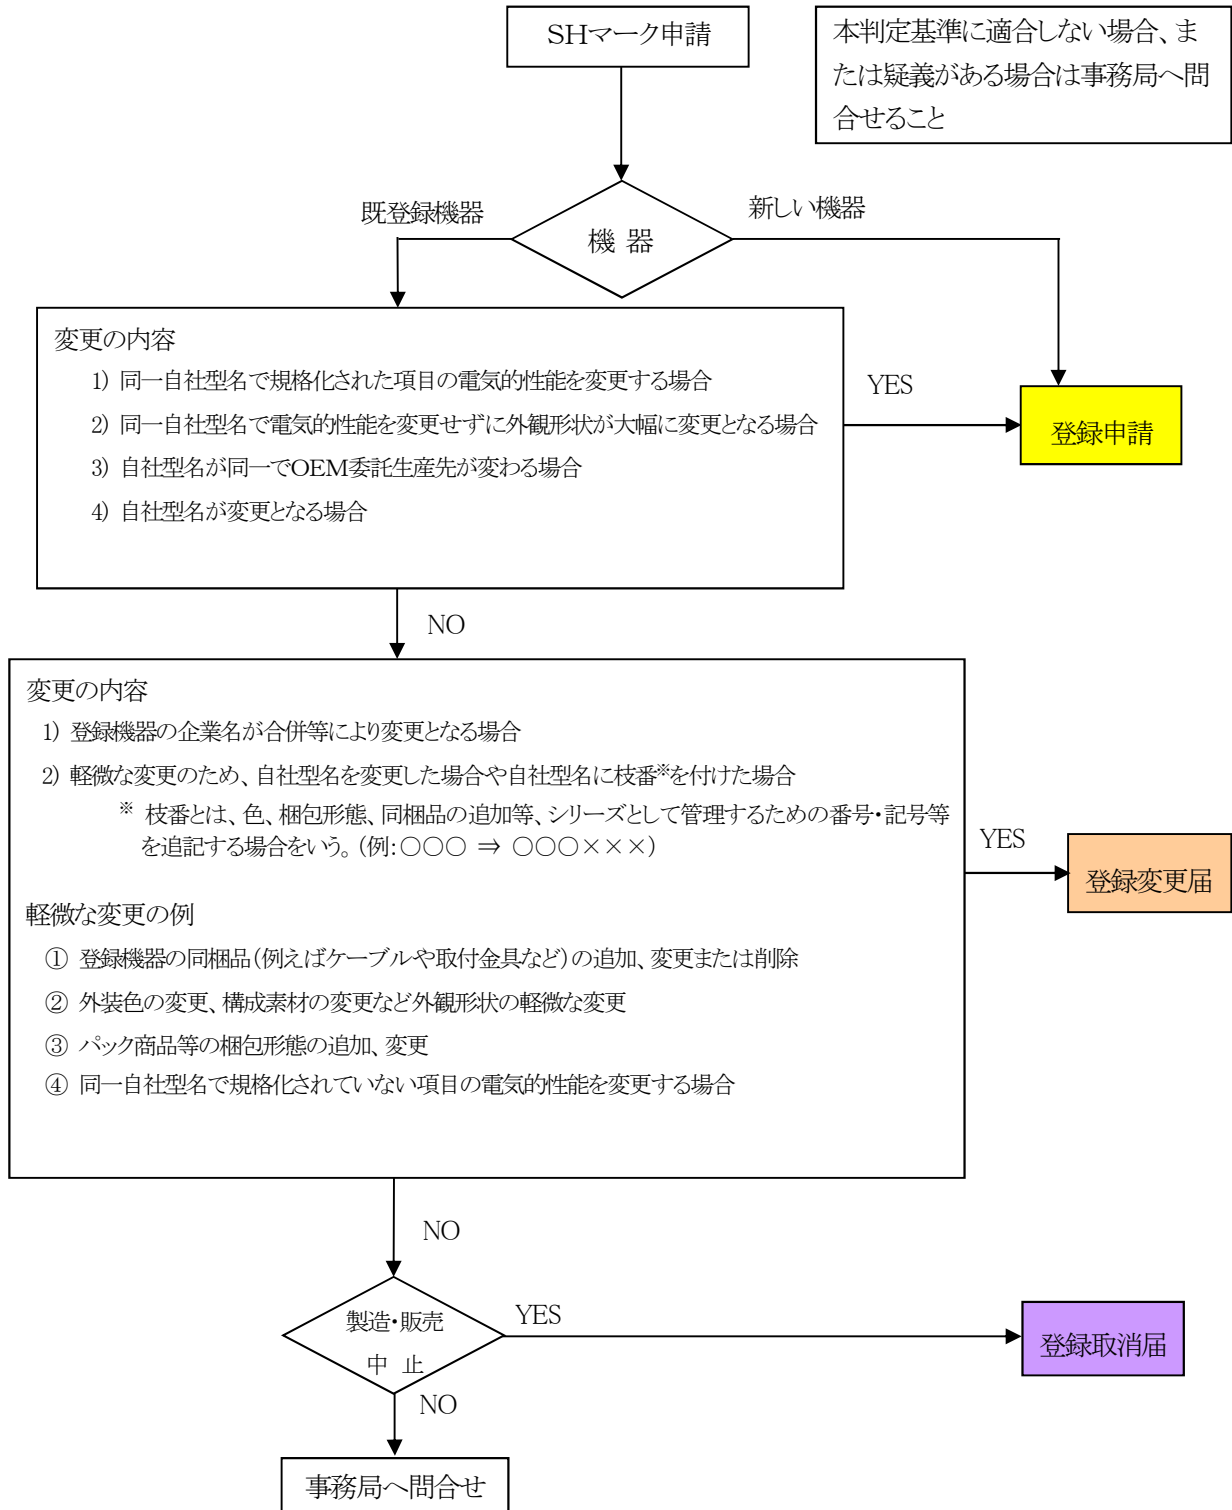 SHマーク申請
本判定基準に適合しない場合、ま
たは疑義がある場合は事務局へ問
合せること
既登録機器
新しい機器
機 器
変更の内容
1) 同一自社型名で規格化された項目の電気的性能を変更する場合
2) 同一自社型名で電気的性能を変更せずに外観形状が大幅に変更となる場合
3) 自社型名が同一でOEM委託生産先が変わる場合
4) 自社型名が変更となる場合
YES
登録申請
NO
変更の内容
1) 登録機器の企業名が合併等により変更となる場合
2) 軽微な変更のため、自社型名を変更した場合や自社型名に枝番※を付けた場合
※ 枝番とは、色、梱包形態、同梱品の追加等、シリーズとして管理するための番号・記号等
を追記する場合をいう。(例:○○○ ⇒ ○○○×××)
YES
登録変更届
軽微な変更の例
① 登録機器の同梱品(例えばケーブルや取付金具など)の追加、変更または削除
② 外装色の変更、構成素材の変更など外観形状の軽微な変更
③ パック商品等の梱包形態の追加、変更
④ 同一自社型名で規格化されていない項目の電気的性能を変更する場合
NO
製造・販売
中 止
YES
登録取消届
NO
事務局へ問合せ